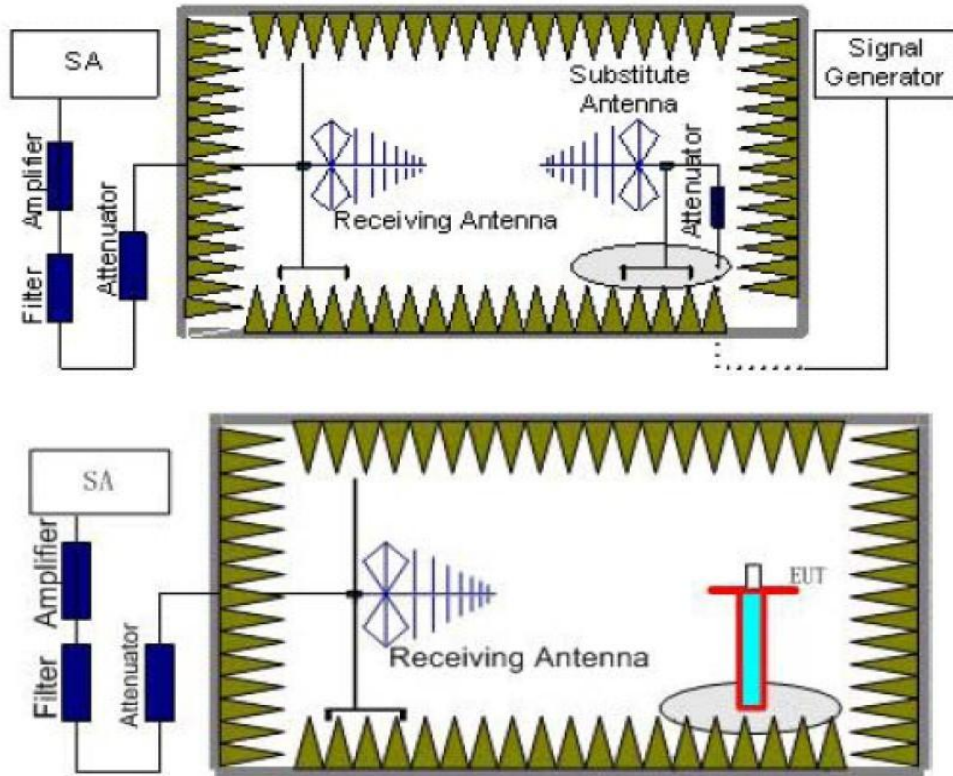 SA
Signal
Generator
Substitute
Antenna
Amplifier
Attenuator
Filter
Receiving Antenna
Attenuator
SA
Amplifier
EUT
Filter
Attenuator
Receiving Antenna